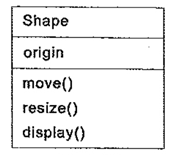 Shape
origin
move()
resize()
display()